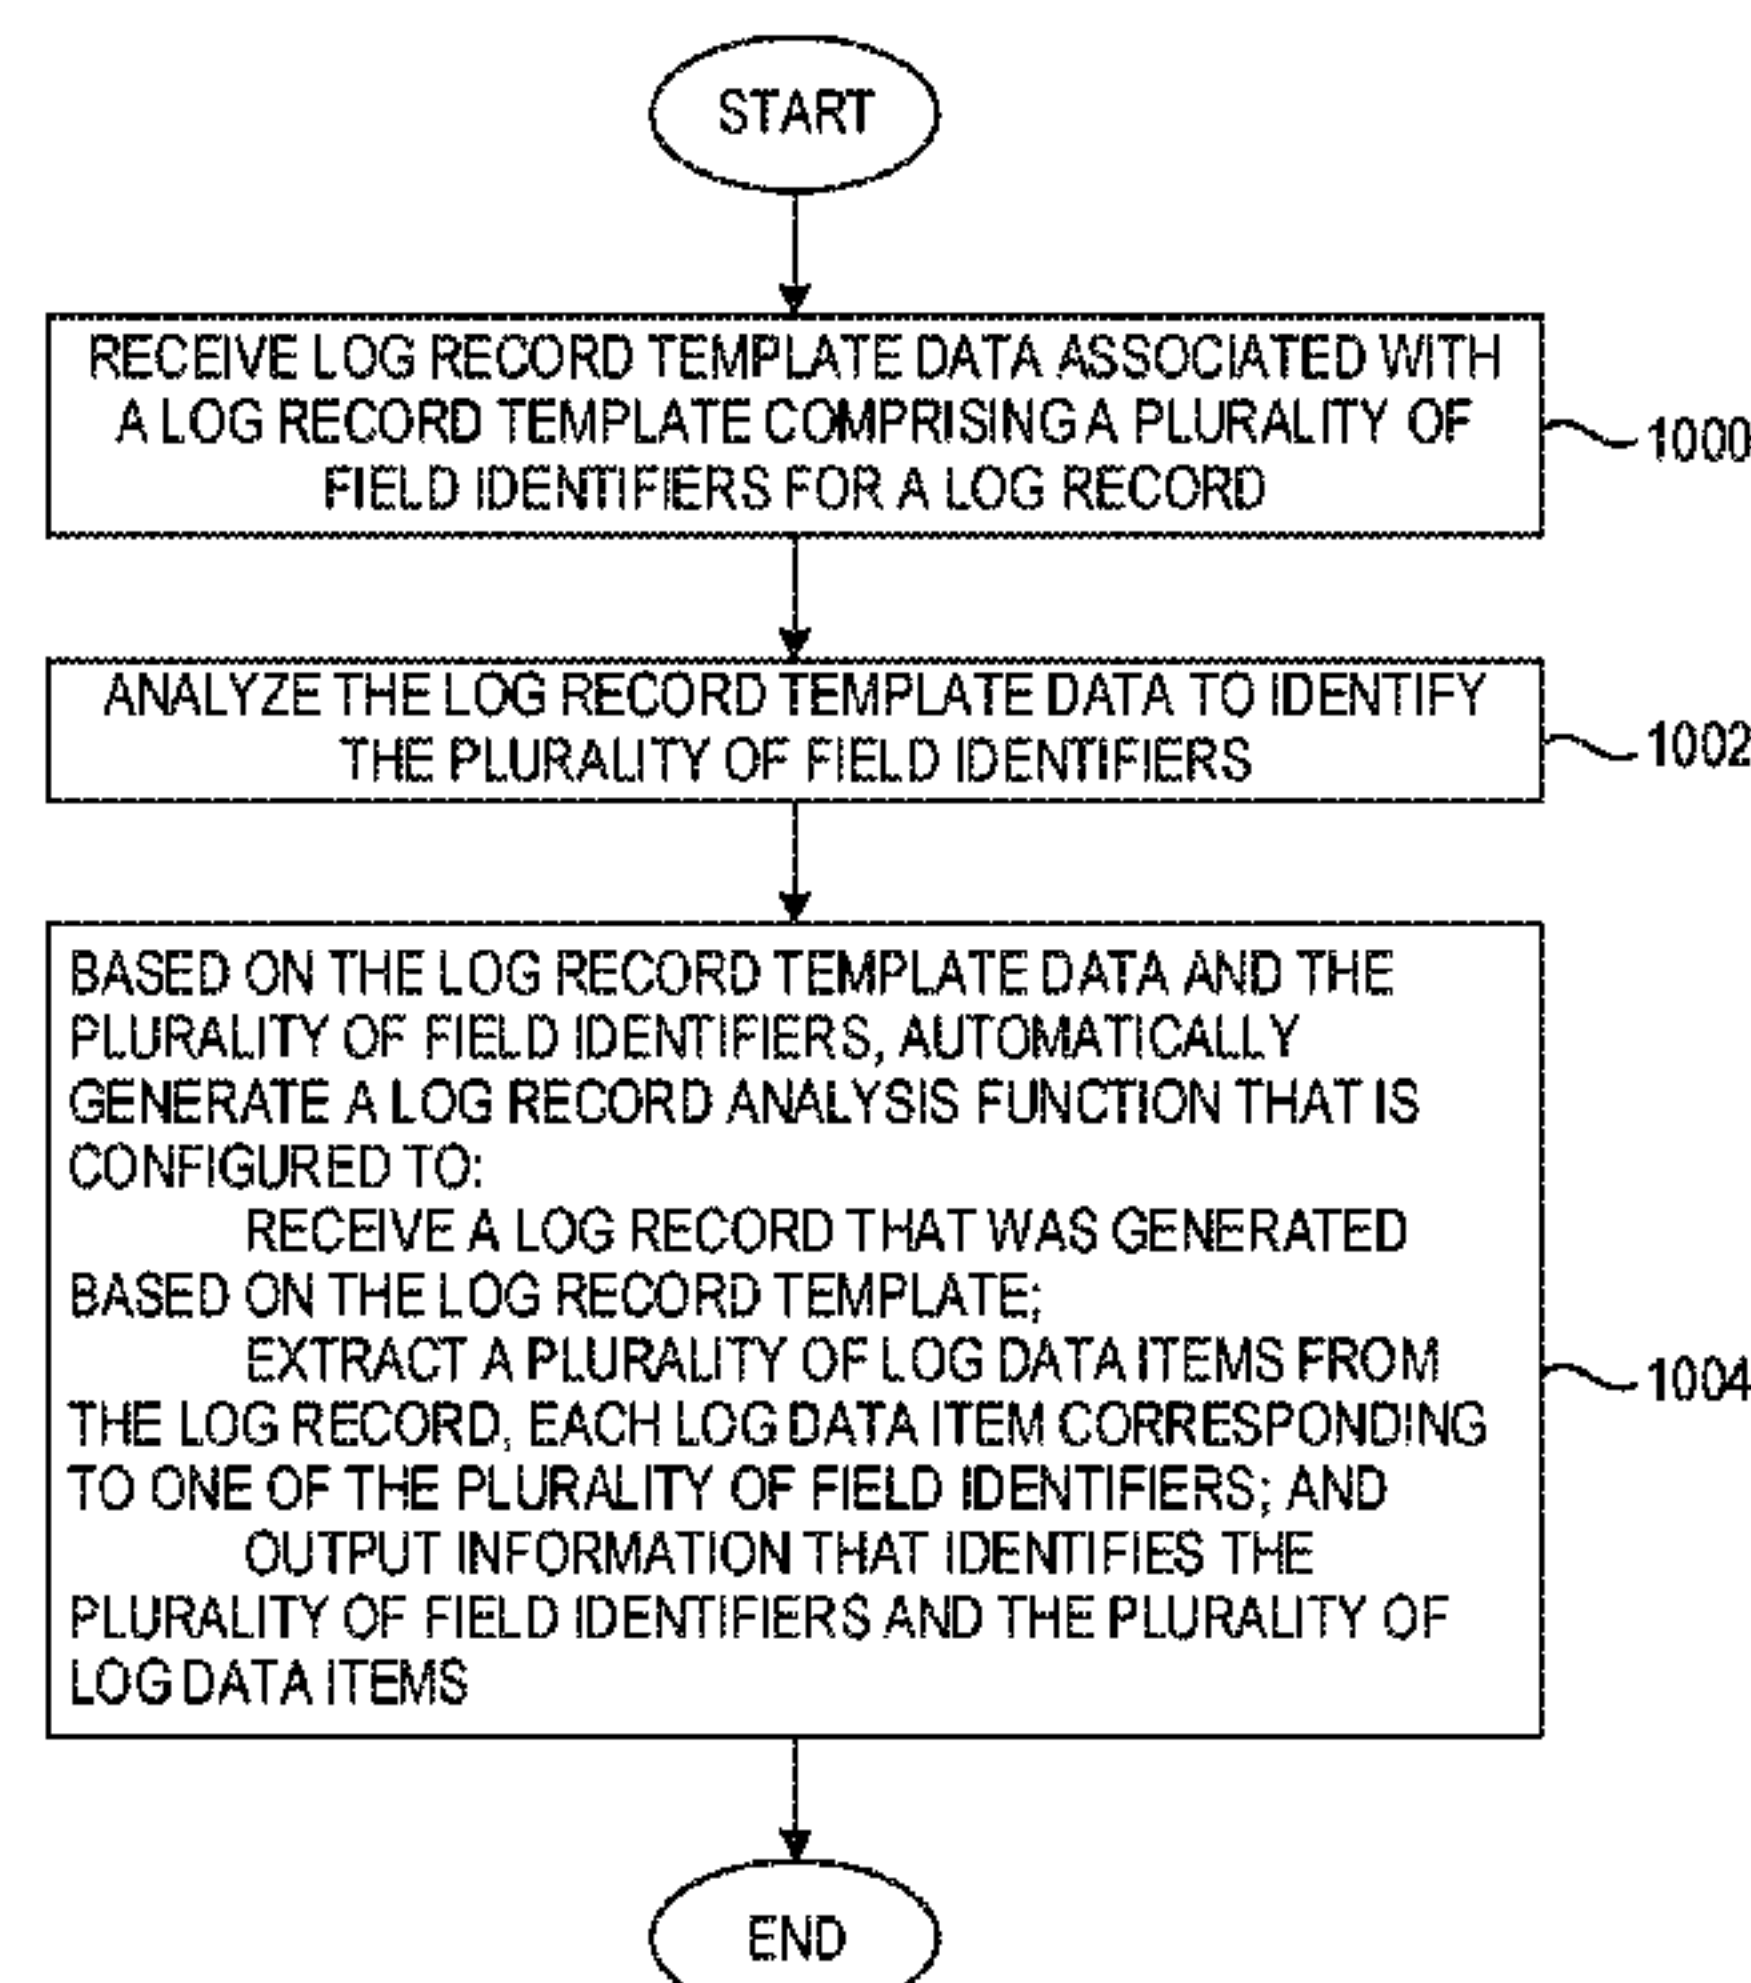 START
RECEIVE LOG RECORD TEMPLATE DATA ASSOCIATED WITH
A LOG RECORD TEMPLATE COMPRISING A PLURALITY OF
FIELD IDENTIFIERS FOR A LOG RECORD
1000
ANALYZE THE LOG RECORD TEMPLATE DATA TO IDENTIFY
THE PLURALITY OF FIELD IDENTIFIERS
1002
BASED ON THE LOG RECORD TEMPLATE DATA AND THE
PLURALITY OF FIELD IDENTIFIERS, AUTOMATICALLY
GENERATE A LOG RECORD ANALYSIS FUNCTION THAT IS
CONFIGURED TO:
RECEIVE A LOG RECORD THAT WAS GENERATED
BASED ON THE LOG RECORD TEMPLATE;
EXTRACT A PLURALITY OF LOG DATA ITEMS FROM
THE LOG RECORD, EACH LOG DATA ITEM CORRESPONDING
TO ONE OF THE PLURALITY OF FIELD IDENTIFIERS; AND
OUTPUT INFORMATION THAT IDENTIFIES THE
PLURALITY OF FIELD IDENTIFIERS AND THE PLURALITY OF
LOG DATA ITEMS
1004
END